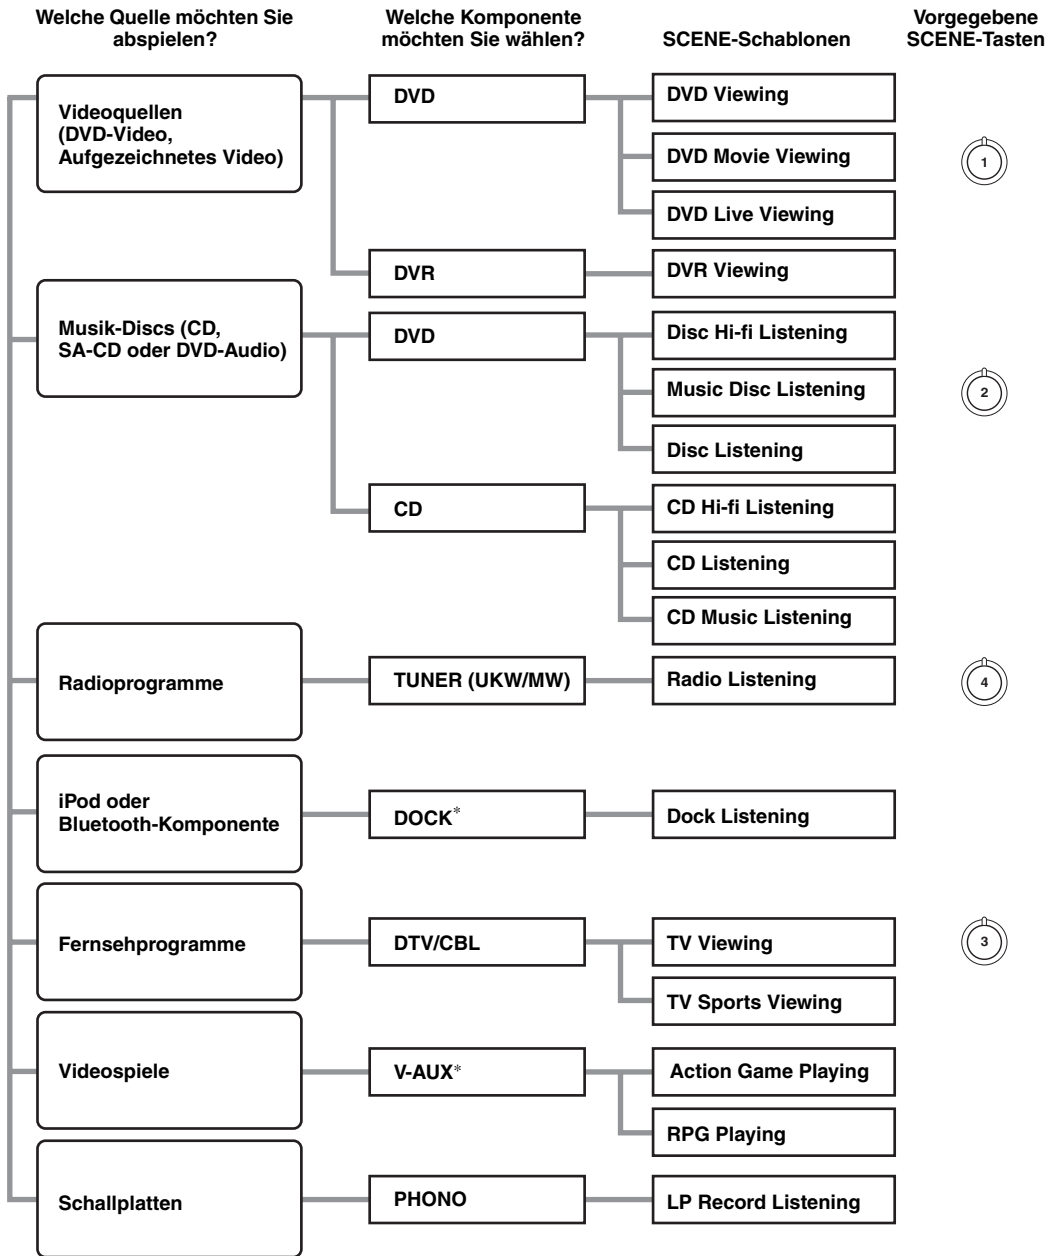 Welche Quelle möchten Sie
abspielen?
Welche Komponente
möchten Sie wählen?
SCENE-Schablonen
Vorgegebene
SCENE-Tasten
Videoquellen
(DVD-Video,
Aufgezeichnetes Video)
DVD
DVD Viewing
DVD Movie Viewing
1
DVD Live Viewing
DVR
DVR Viewing
Musik-Discs (CD,
SA-CD oder DVD-Audio)
DVD
Disc Hi-fi Listening
Music Disc Listening
2
Disc Listening
CD
CD Hi-fi Listening
CD Listening
CD Music Listening
Radioprogramme
TUNER (UKW/MW)
Radio Listening
4
iPod oder
Bluetooth-Komponente
DOCK*
Dock Listening
Fernsehprogramme
DTV/CBL
TV Viewing
3
TV Sports Viewing
Videospiele
V-AUX*
Action Game Playing
RPG Playing
Schallplatten
PHONO
LP Record Listening